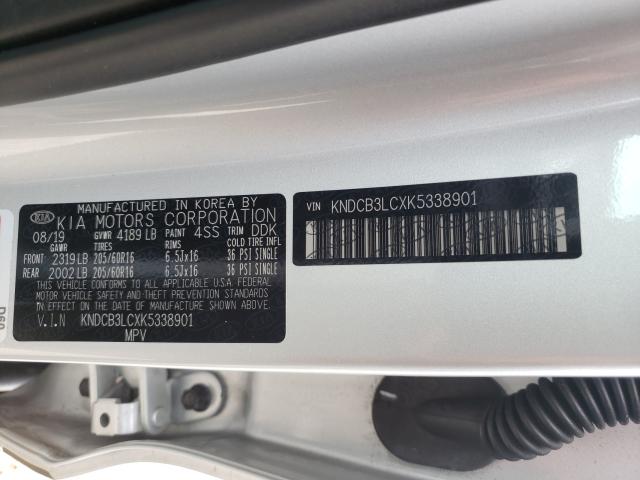 MANUFACTURED IN KOREA BY
KIA KIA MOTORS CORPORATION
08/19 GVWR 4189 LB PAINT 4SS TRIM DDK
GAWR TIRES RIMS COLD TIRE INFL
FRONT 2319 LB 205/60R16 6.5Jx16 36 PSI SINGLE
REAR 2002 LB 205/60R16 6.5Jx16 36 PSI SINGLE
THIS VEHICLE CONFORMS TO ALL APPLICABLE U.S.A FEDERAL
MOTOR VEHICLE SAFETY AND THEFT PREVENTION STANDARDS
IN EFFECT ON THE DATE OF MANUFACTURE SHOWN ABOVE.
V.I.N KNDCB3LCXK5338901
MPV
VIN KNDCB3LCXK5338901
D60